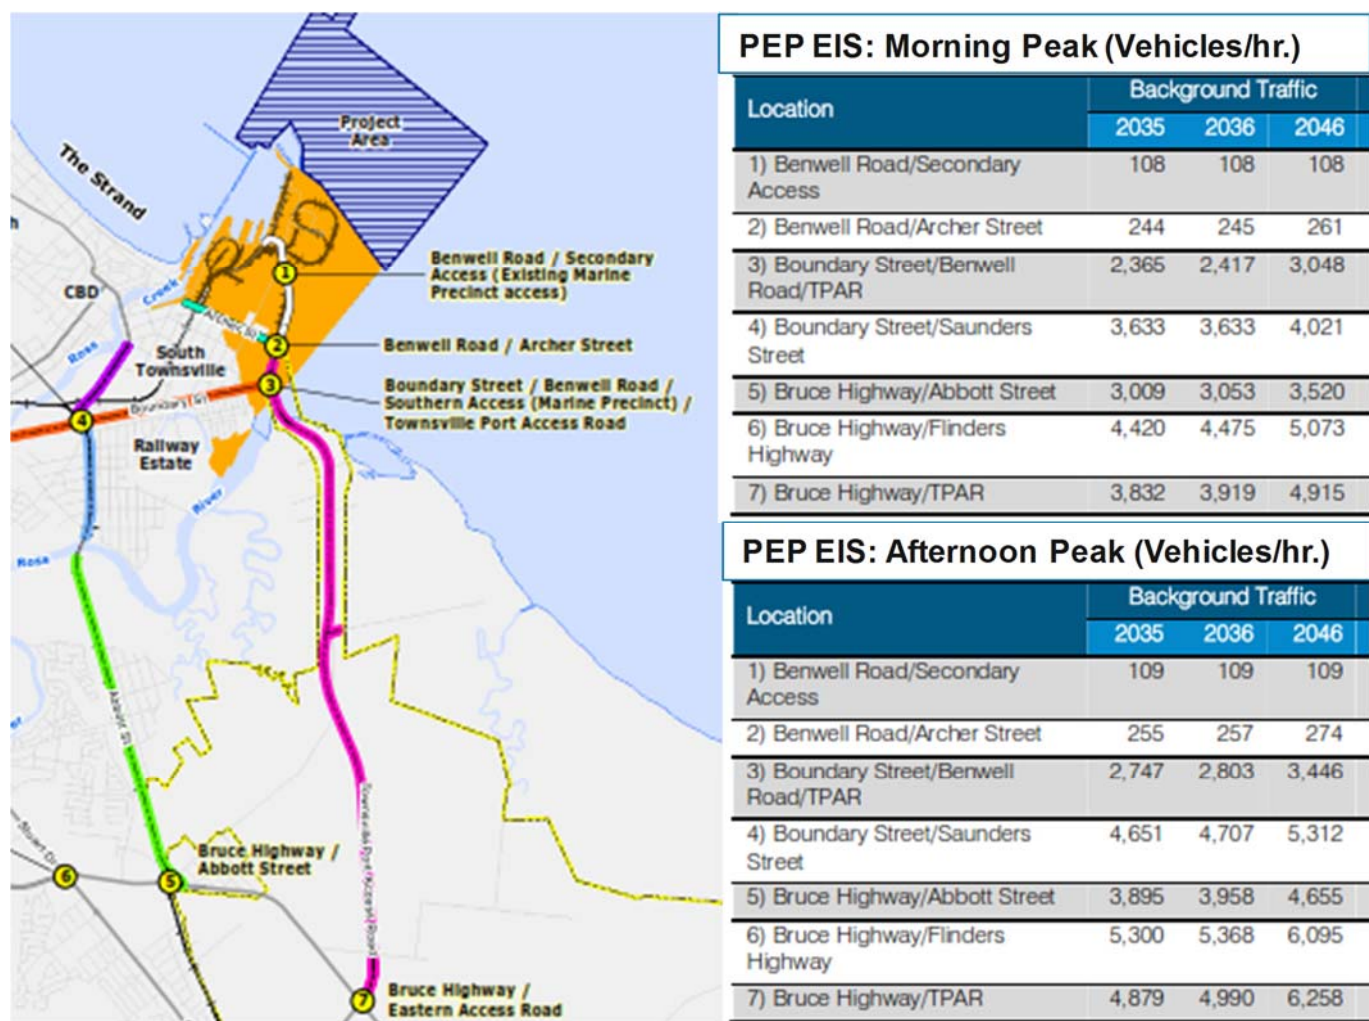 The Strand
Project
Area
CBD
Creek
Ross
South
Townsville
Archer St
Boundary St
Railway
Estate
River
Ross
Abbott St
Stuart Dr
Benwell Road / Secondary
Access (Existing Marine
Precinct access)
Benwell Road / Archer Street
Boundary Street / Benwell Road /
Southern Access (Marine Precinct) /
Townsville Port Access Road
Bruce Highway /
Abbott Street
Townsville Port Access Road
Bruce Highway /
Eastern Access Road
1
2
3
4
5
6
7
PEP EIS: Morning Peak (Vehicles/hr.)
Location Background Traffic
2035 2036 2046
1) Benwell Road/Secondary
Access 108 108 108
2) Benwell Road/Archer Street 244 245 261
3) Boundary Street/Benwell
Road/TPAR 2,365 2,417 3,048
4) Boundary Street/Saunders
Street 3,633 3,633 4,021
5) Bruce Highway/Abbott Street 3,009 3,053 3,520
6) Bruce Highway/Flinders
Highway 4,420 4,475 5,073
7) Bruce Highway/TPAR 3,832 3,919 4,915
PEP EIS: Afternoon Peak (Vehicles/hr.)
Location Background Traffic
2035 2036 2046
1) Benwell Road/Secondary
Access 109 109 109
2) Benwell Road/Archer Street 255 257 274
3) Boundary Street/Benwell
Road/TPAR 2,747 2,803 3,446
4) Boundary Street/Saunders
Street 4,651 4,707 5,312
5) Bruce Highway/Abbott Street 3,895 3,958 4,655
6) Bruce Highway/Flinders
Highway 5,300 5,368 6,095
7) Bruce Highway/TPAR 4,879 4,990 6,258